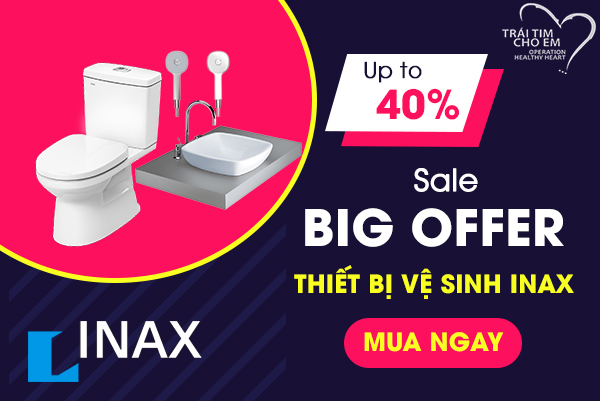 TRÁI TIM
CHO EM
OPERATION
HEALTHY HEART
Up to
40%
Sale
BIG OFFER
THIẾT BỊ VỆ SINH INAX
MUA NGAY
INAX